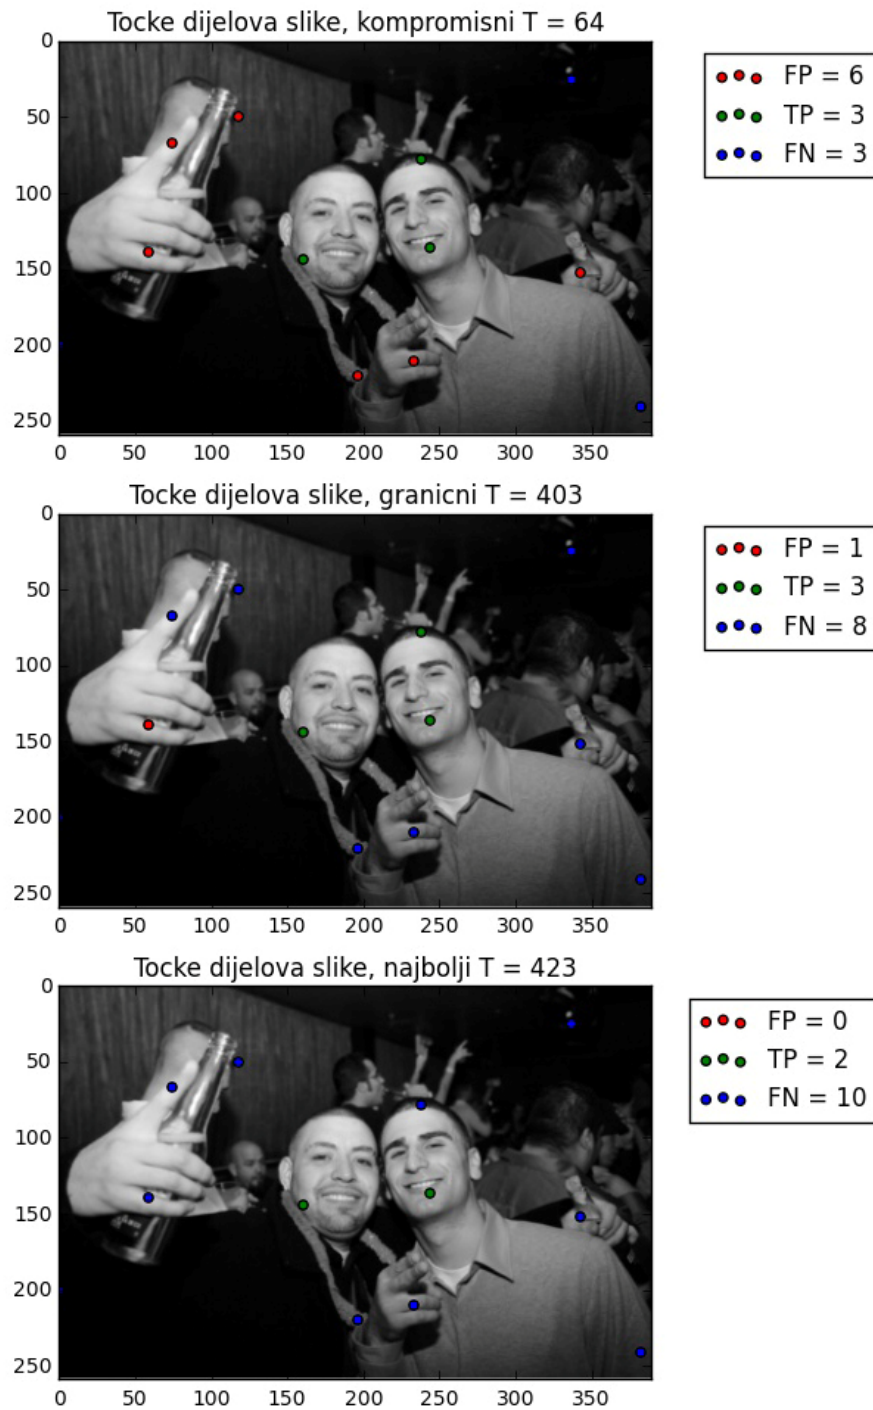 Tocke dijelova slike, kompromisni T = 64
0
50
100
150
200
250
0 50 100 150 200 250 300 350
FP = 6
TP = 3
FN = 3
Tocke dijelova slike, granicni T = 403
0
50
100
150
200
250
0 50 100 150 200 250 300 350
FP = 1
TP = 3
FN = 8
Tocke dijelova slike, najbolji T = 423
0
50
100
150
200
250
0 50 100 150 200 250 300 350
FP = 0
TP = 2
FN = 10